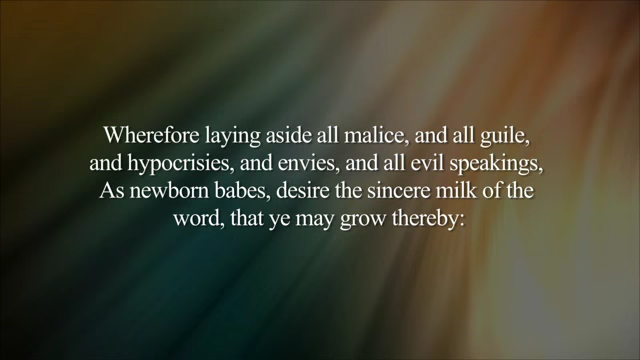 Wherefore laying aside all malice, and all guile,
and hypocrisies, and envies, and all evil speakings,
As newborn babes, desire the sincere milk of the
word, that ye may grow thereby: